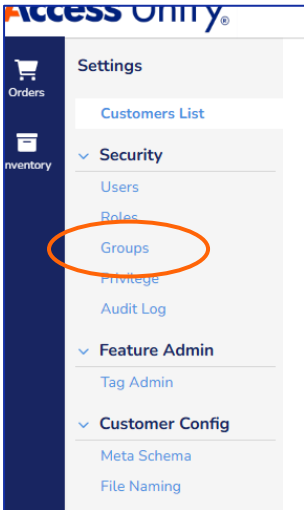 Access Unify®
Settings
Orders
Customers List
nventory
Security
Users
Roles
Groups
Privilege
Audit Log
Feature Admin
Tag Admin
Customer Config
Meta Schema
File Naming